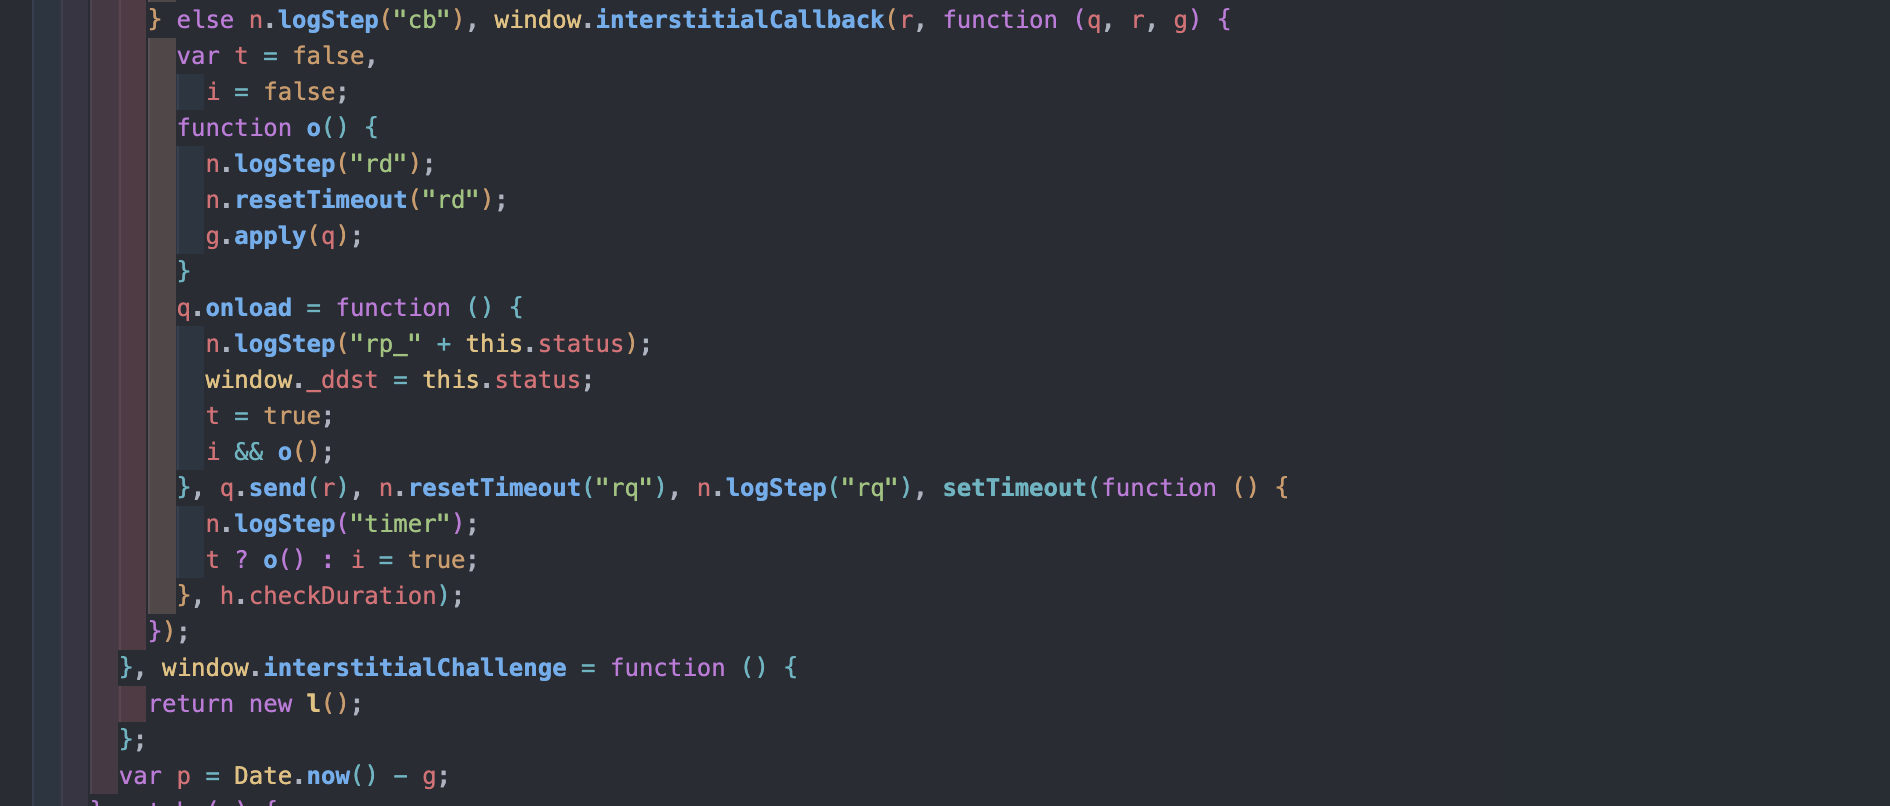 } else n.logStep("cb"), window.interstitialCallback(r, function (q, r, g) {
var t = false,
i = false;
function o() {
n.logStep("rd");
n.resetTimeout("rd");
g.apply(q);
}
q.onload = function () {
n.logStep("rp_" + this.status);
window._ddst = this.status;
t = true;
i && o();
}, q.send(r), n.resetTimeout("rq"), n.logStep("rq"), setTimeout(function () {
n.logStep("timer");
t ? o() : i = true;
}, h.checkDuration);
});
}, window.interstitialChallenge = function () {
return new l();
};
var p = Date.now() - g;